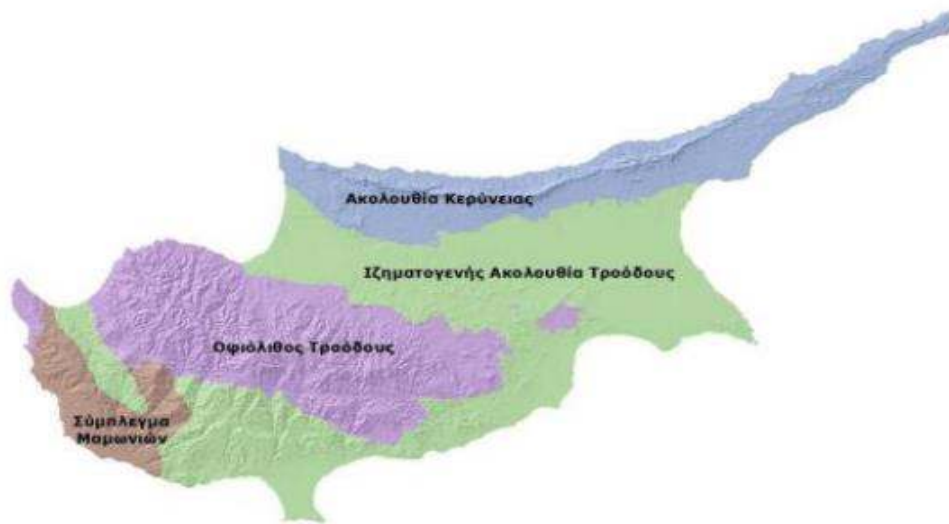 Ακολουθία Κερύνειας
Ιζηματογενής Ακολουθία Τροόδους
Οφιόλιθος Τροόδους
Σύμπλεγμα
Μαμωνιών